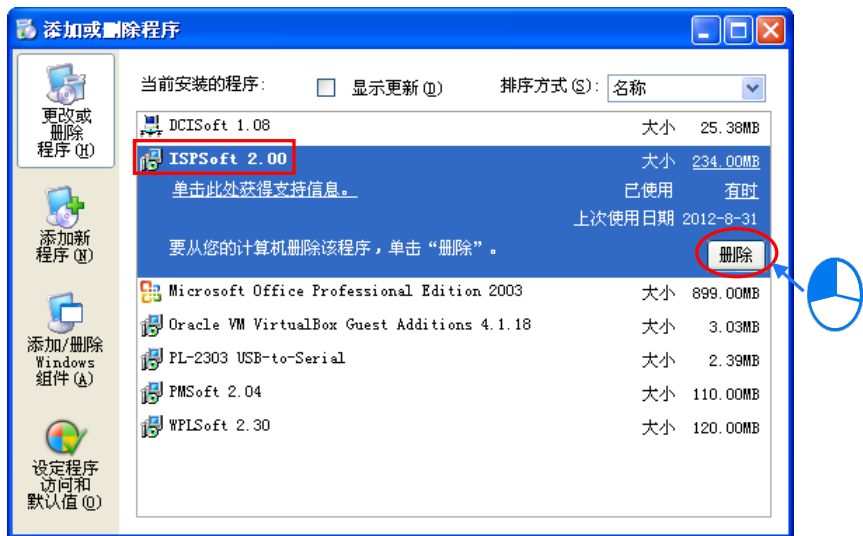 添加或删除程序
更改或
删除
程序(H)
添加新
程序(N)
添加/删除
Windows
组件(A)
设定程序
访问和
默认值(O)
当前安装的程序: 显示更新(D) 排序方式(S): 名称
DCISoft 1.08 大小 25.38MB
ISPSoft 2.00 大小 234.00MB
单击此处获得支持信息。 已使用 有时
上次使用日期 2012-8-31
要从您的计算机删除该程序，单击“删除”。 删除
Microsoft Office Professional Edition 2003 大小 899.00MB
Oracle VM VirtualBox Guest Additions 4.1.18 大小 3.03MB
PL-2303 USB-to-Serial 大小 2.39MB
PMSoft 2.04 大小 110.00MB
WPLSoft 2.30 大小 120.00MB